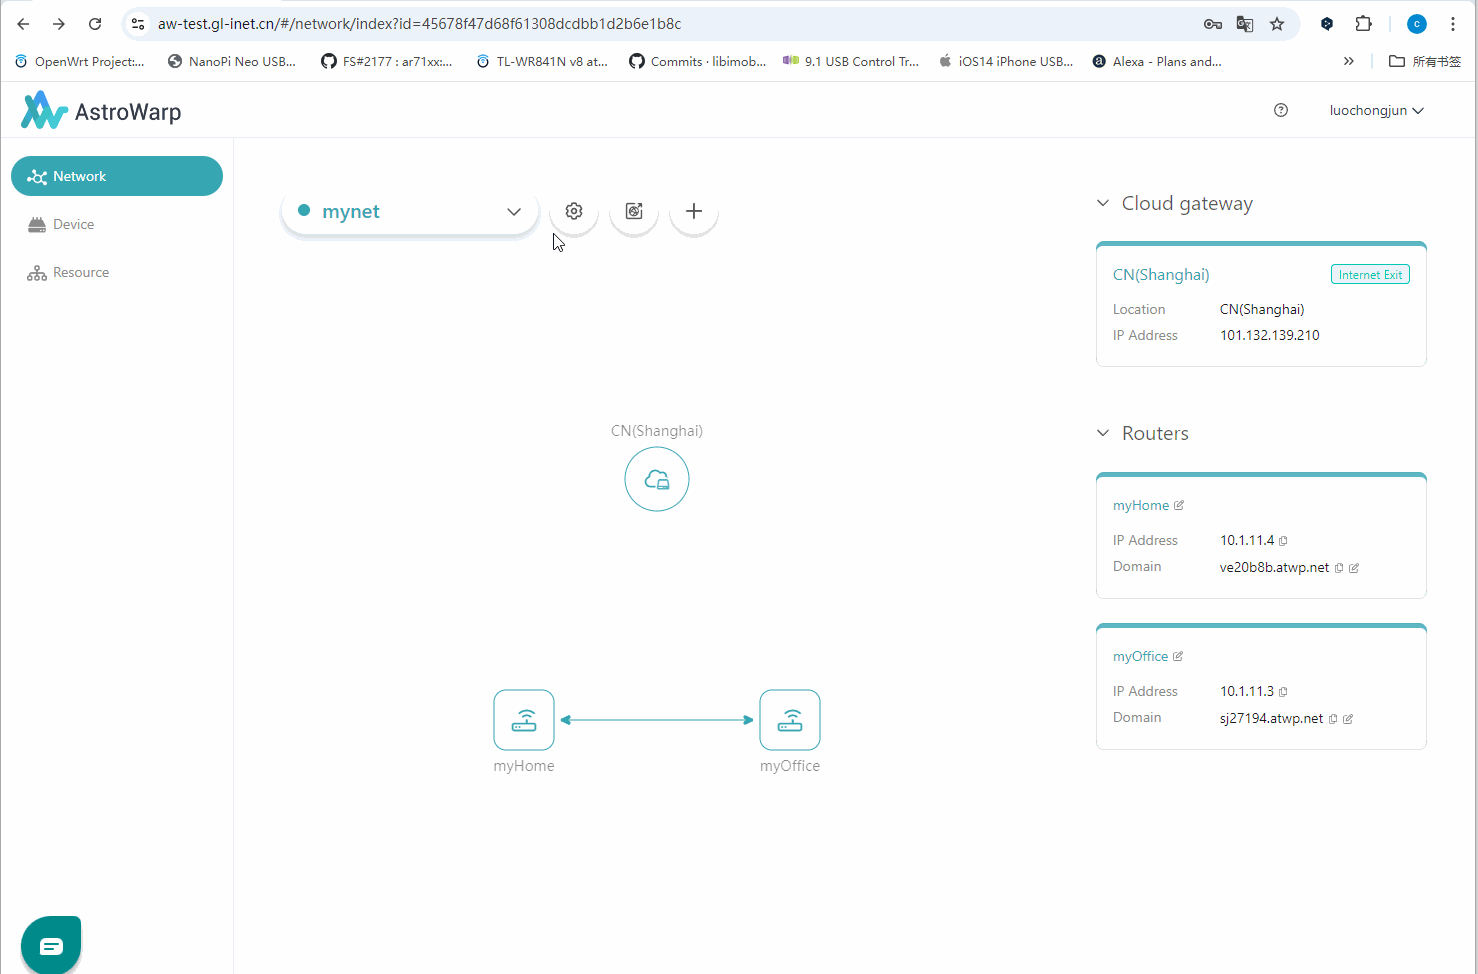 aw-test.gl-inet.cn/#/network/index?id=45678f47d68f61308dcdbb1d2b6e1b8c
c
OpenWrt Project:...
NanoPi Neo USB...
FS#2177 : ar71xx:...
TL-WR841N v8 at...
Commits · libimob...
9.1 USB Control Tr...
iOS14 iPhone USB...
Alexa - Plans and...
所有书签
AstroWarp
luochongjun
Network
Device
Resource
mynet
CN(Shanghai)
myHome
myOffice
Cloud gateway
CN(Shanghai)
Internet Exit
Location CN(Shanghai)
IP Address 101.132.139.210
Routers
myHome
IP Address 10.1.11.4
Domain ve20b8b.atwp.net
myOffice
IP Address 10.1.11.3
Domain sj27194.atwp.net